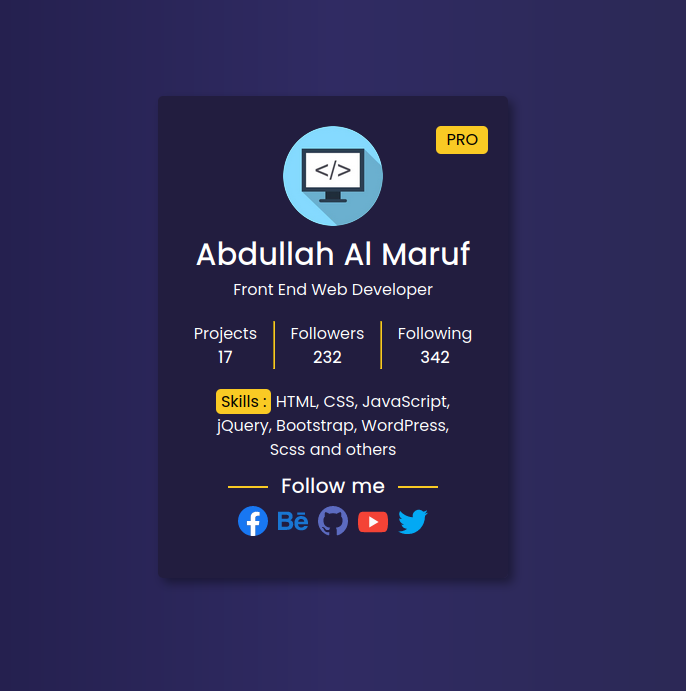 PRO
</>
Abdullah Al Maruf
Front End Web Developer
Projects Followers Following
17 232 342
Skills : HTML, CSS, JavaScript,
jQuery, Bootstrap, WordPress,
Scss and others
Follow me
Bē